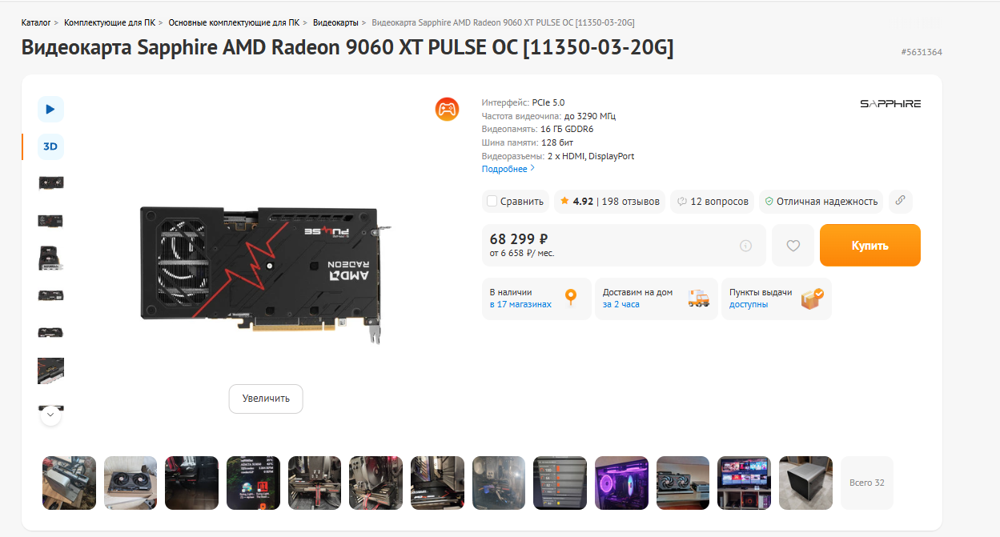 Каталог > Комплектующие для ПК > Основные комплектующие для ПК > Видеокарты > Видеокарта Sapphire AMD Radeon 9060 XT PULSE OC [11350-03-20G]
Видеокарта Sapphire AMD Radeon 9060 XT PULSE OC [11350-03-20G]
#5631364
3D
Интерфейс: PCIe 5.0
SAPPHIRE
Частота видеочипа: до 3290 МГц
Видеопамять: 16 ГБ GDDR6
Шина памяти: 128 бит
Видеоразъемы: 2 x HDMI, DisplayPort
Подробнее >
Сравнить
4.92 | 198 отзывов
12 вопросов
Отличная надежность
68 299 ₽
от 6 658 ₽/ мес.
Купить
В наличии
в 17 магазинах
Доставим на дом
за 2 часа
Пункты выдачи
доступны
PULSE
AMD
RADEON
Увеличить
Всего 32